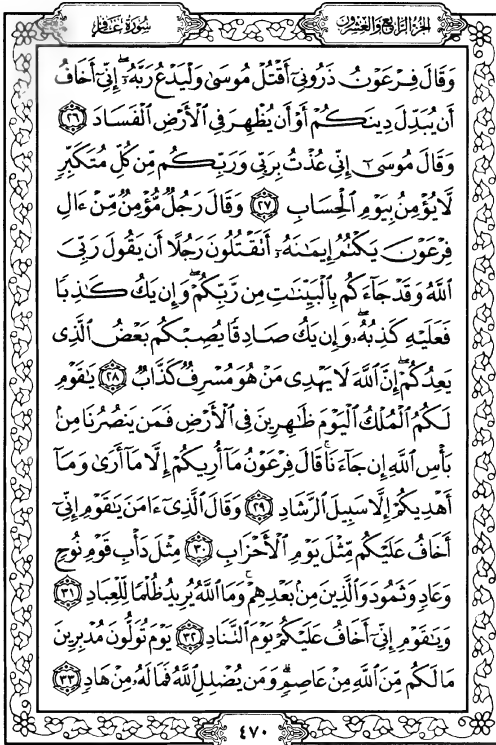 الجزء الرابع والعشرون
سورة غافر
وَقَالَ فِرْعَوْنُ ذَرُونِىٓ أَقْتُلْ مُوسَىٰ وَلْيَدْعُ رَبَّهُۥٓ ۖ إِنِّىٓ أَخَافُ
أَن يُبَدِّلَ دِينَكُمْ أَوْ أَن يُظْهِرَ فِى ٱلْأَرْضِ ٱلْفَسَادَ ٢٦
وَقَالَ مُوسَىٰٓ إِنِّى عُذْتُ بِرَبِّى وَرَبِّكُم مِّن كُلِّ مُتَكَبِّرٍ
لَّا يُؤْمِنُ بِيَوْمِ ٱلْحِسَابِ ٢٧ وَقَالَ رَجُلٌ مُّؤْمِنٌ مِّنْ ءَالِ
فِرْعَوْنَ يَكْتُمُ إِيمَٰنَهُۥٓ أَتَقْتُلُونَ رَجُلًا أَن يَقُولَ رَبِّىَ
ٱللَّهُ وَقَدْ جَآءَكُم بِٱلْبَيِّنَٰتِ مِن رَّبِّكُمْ ۖ وَإِن يَكُ كَٰذِبًا
فَعَلَيْهِ كَذِبُهُۥ ۖ وَإِن يَكُ صَادِقًا يُصِبْكُم بَعْضُ ٱلَّذِى
يَعِدُكُمْ ۖ إِنَّ ٱللَّهَ لَا يَهْدِى مَنْ هُوَ مُسْرِفٌ كَذَّابٌ ٢٨ يَٰقَوْمِ
لَكُمُ ٱلْمُلْكُ ٱلْيَوْمَ ظَٰهِرِينَ فِى ٱلْأَرْضِ فَمَن يَنصُرُنَا مِنۢ
بَأْسِ ٱللَّهِ إِن جَآءَنَا ۚ قَالَ فِرْعَوْنُ مَآ أُرِيكُمْ إِلَّا مَآ أَرَىٰ وَمَآ
أَهْدِيكُمْ إِلَّا سَبِيلَ ٱلرَّشَادِ ٢٩ وَقَالَ ٱلَّذِىٓ ءَامَنَ يَٰقَوْمِ إِنِّىٓ
أَخَافُ عَلَيْكُم مِّثْلَ يَوْمِ ٱلْأَحْزَابِ ٣٠ مِثْلَ دَأْبِ قَوْمِ نُوحٍ
وَعَادٍ وَثَمُودَ وَٱلَّذِينَ مِنۢ بَعْدِهِمْ ۚ وَمَا ٱللَّهُ يُرِيدُ ظُلْمًا لِّلْعِبَادِ ٣١
وَيَٰقَوْمِ إِنِّىٓ أَخَافُ عَلَيْكُمْ يَوْمَ ٱلتَّنَادِ ٣٢ يَوْمَ تُوَلُّونَ مُدْبِرِينَ
مَا لَكُم مِّنَ ٱللَّهِ مِنْ عَاصِمٍ ۗ وَمَن يُضْلِلِ ٱللَّهُ فَمَا لَهُۥ مِنْ هَادٍ ٣٣
٤٧٠